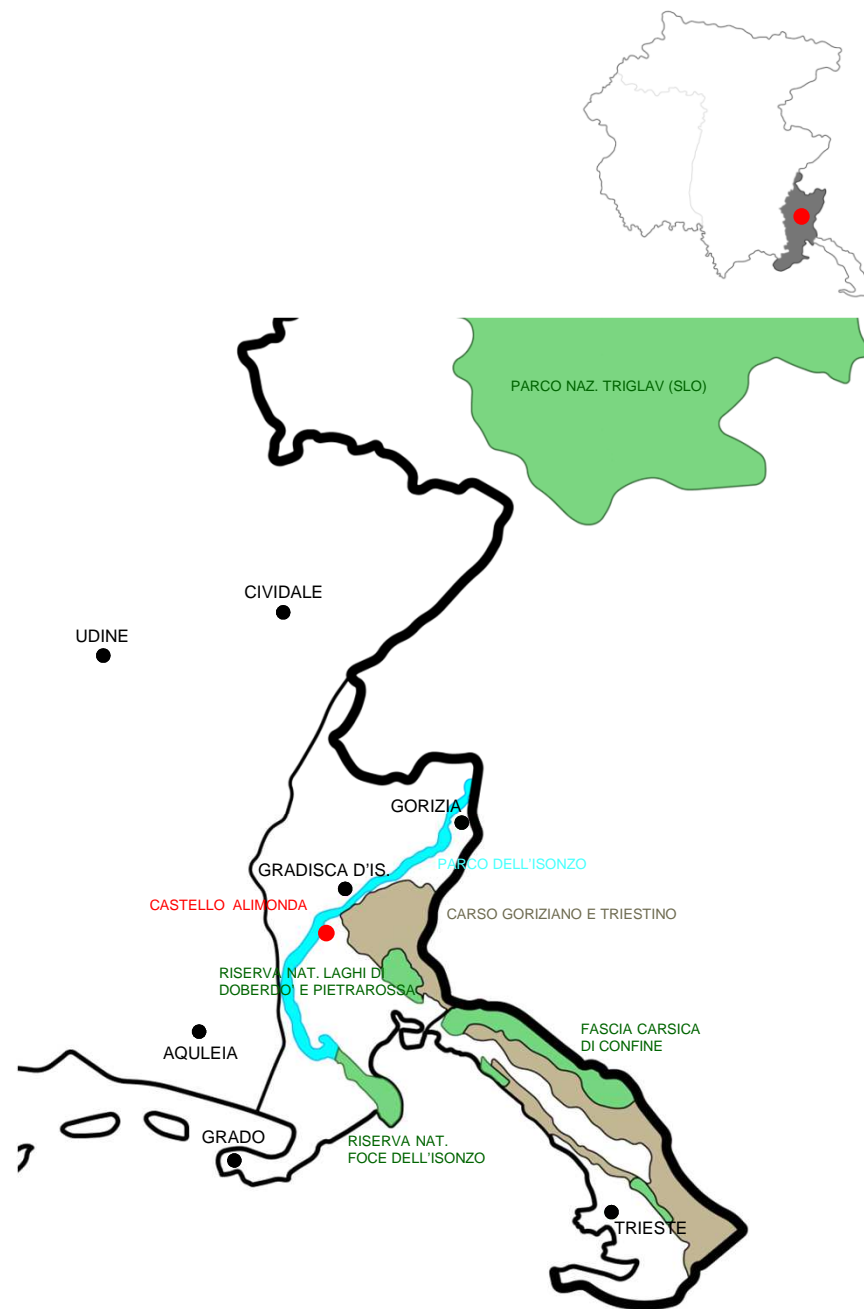 PARCO NAZ. TRIGLAV (SLO)
CIVIDALE
UDINE
GORIZIA
PARCO DELL'ISONZO
GRADISCA D'IS.
CASTELLO ALIMONDA
CARSO GORIZIANO E TRIESTINO
RISERVA NAT. LAGHI DI
DOBERDO' E PIETRAROSSA
FASCIA CARSICA
DI CONFINE
AQULEIA
GRADO
RISERVA NAT.
FOCE DELL'ISONZO
TRIESTE